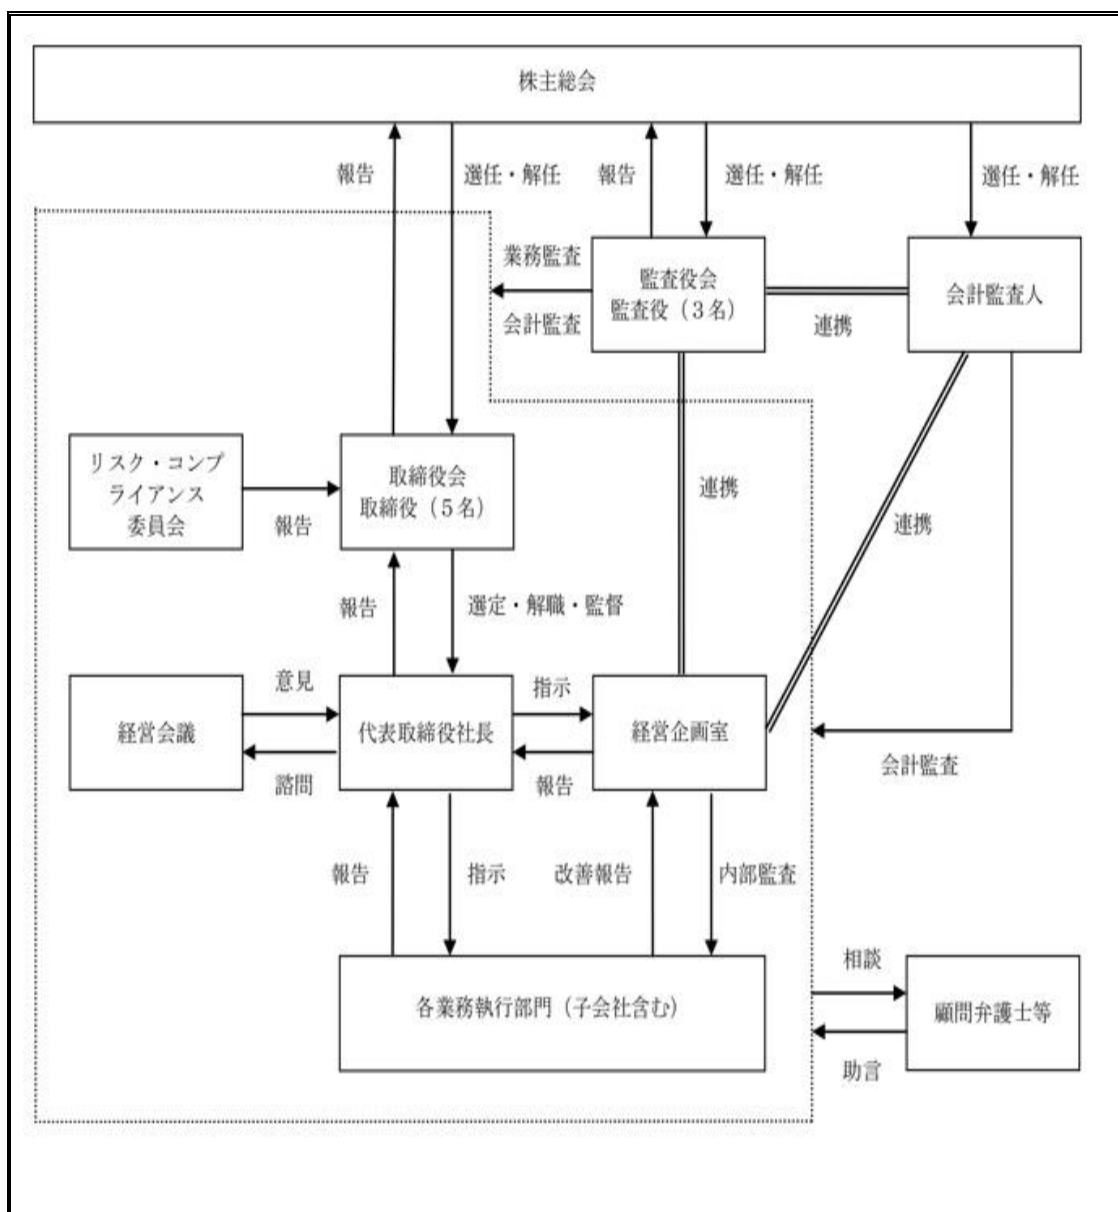 株主総会
報告
選任・解任
報告
選任・解任
選任・解任
業務監査
会計監査
監査役会
監査役（３名）
連携
会計監査人
リスク・コンプ
ライアンス
委員会
報告
取締役会
取締役（５名）
連携
連携
報告
選定・解職・監督
経営会議
意見
諮問
代表取締役社長
指示
報告
経営企画室
会計監査
報告
指示
改善報告
内部監査
各業務執行部門（子会社含む）
相談
助言
顧問弁護士等